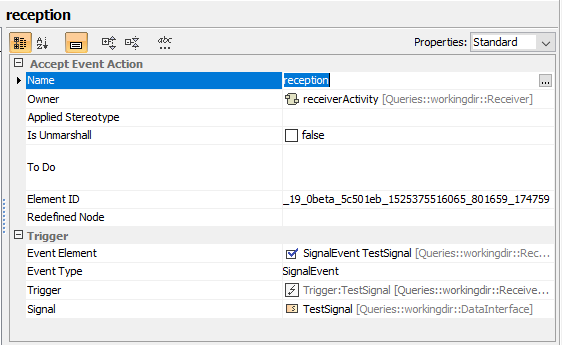 reception
abc
Properties: Standard
Accept Event Action
Name reception ...
Owner receiverActivity [Queries::workingdir::Receiver]
Applied Stereotype
Is Unmarshall false
To Do
Element ID _19_0beta_5c501eb_1525375516065_801659_174759
Redefined Node
Trigger
Event Element SignalEvent TestSignal [Queries::workingdir::Rec...
Event Type SignalEvent
Trigger Trigger:TestSignal [Queries::workingdir::Receive...
Signal TestSignal [Queries::workingdir::DataInterface]